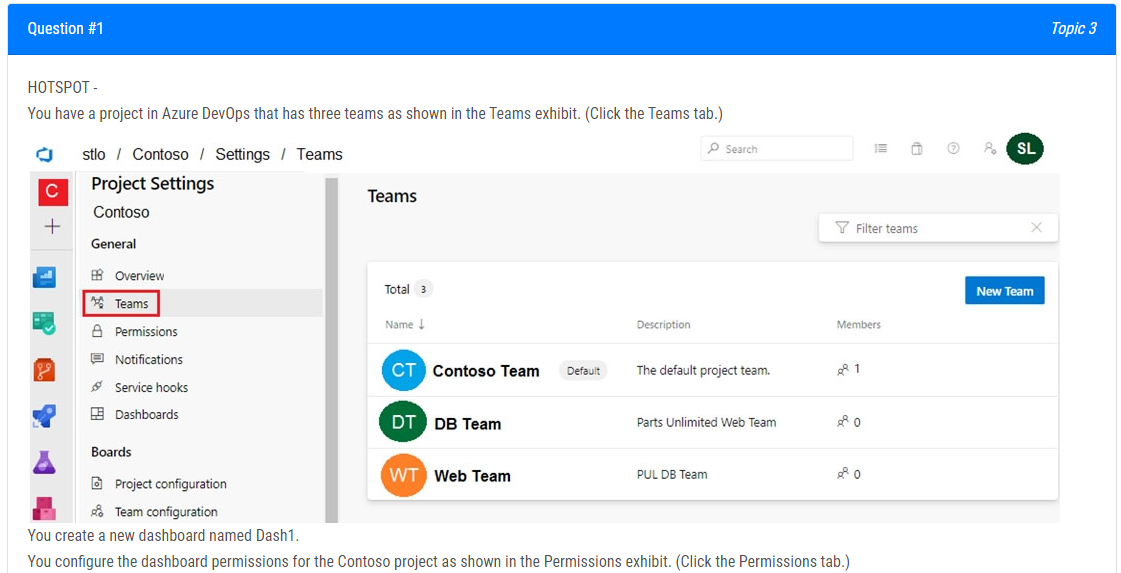 Question #1
Topic 3
HOTSPOT -
You have a project in Azure DevOps that has three teams as shown in the Teams exhibit. (Click the Teams tab.)
stlo / Contoso / Settings / Teams
Search
SL
C
Project Settings
Contoso
General
Overview
Teams
Permissions
Notifications
Service hooks
Dashboards
Boards
Project configuration
Team configuration
Teams
Filter teams
Total 3
New Team
Name ↓ Description Members
CT Contoso Team Default The default project team. 1
DT DB Team Parts Unlimited Web Team 0
WT Web Team PUL DB Team 0
You create a new dashboard named Dash1.
You configure the dashboard permissions for the Contoso project as shown in the Permissions exhibit. (Click the Permissions tab.)